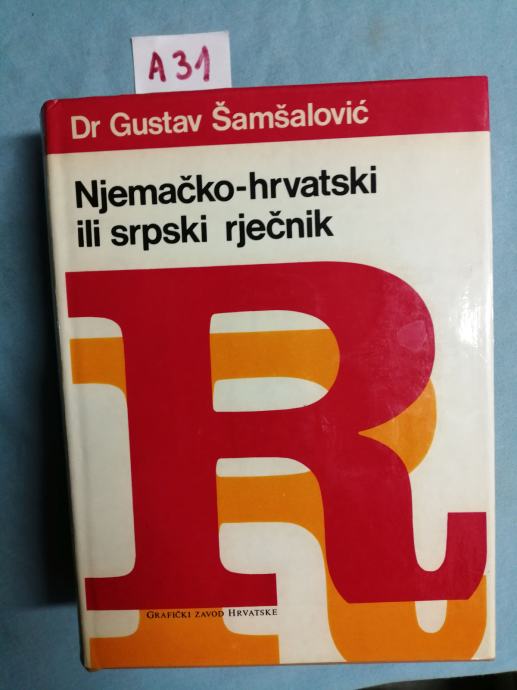 A31
Dr Gustav Šamšalović
Njemačko-hrvatski
ili srpski rječnik
R
GRAFIČKI ZAVOD HRVATSKE